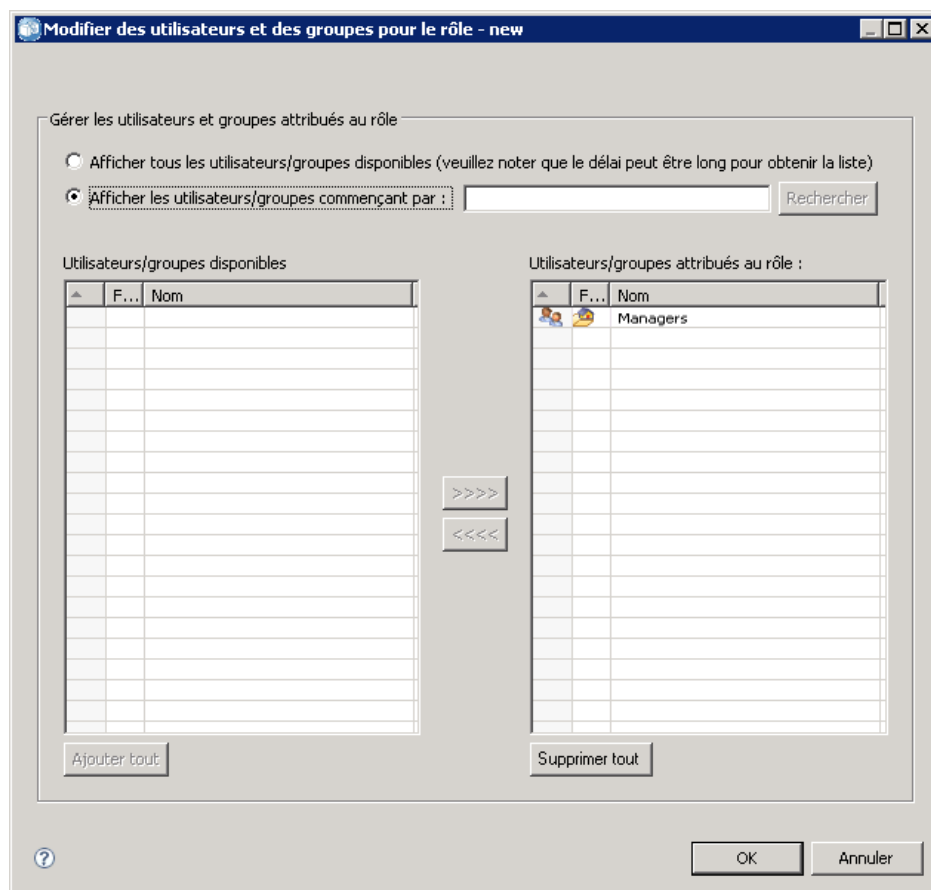 Modifier des utilisateurs et des groupes pour le rôle - new
Gérer les utilisateurs et groupes attribués au rôle
Afficher tous les utilisateurs/groupes disponibles (veuillez noter que le délai peut être long pour obtenir la liste)
Afficher les utilisateurs/groupes commençant par : Rechercher
Utilisateurs/groupes disponibles
F... Nom
Utilisateurs/groupes attribués au rôle :
F... Nom
Managers
>>>>
<<<<
Ajouter tout
Supprimer tout
?
OK
Annuler